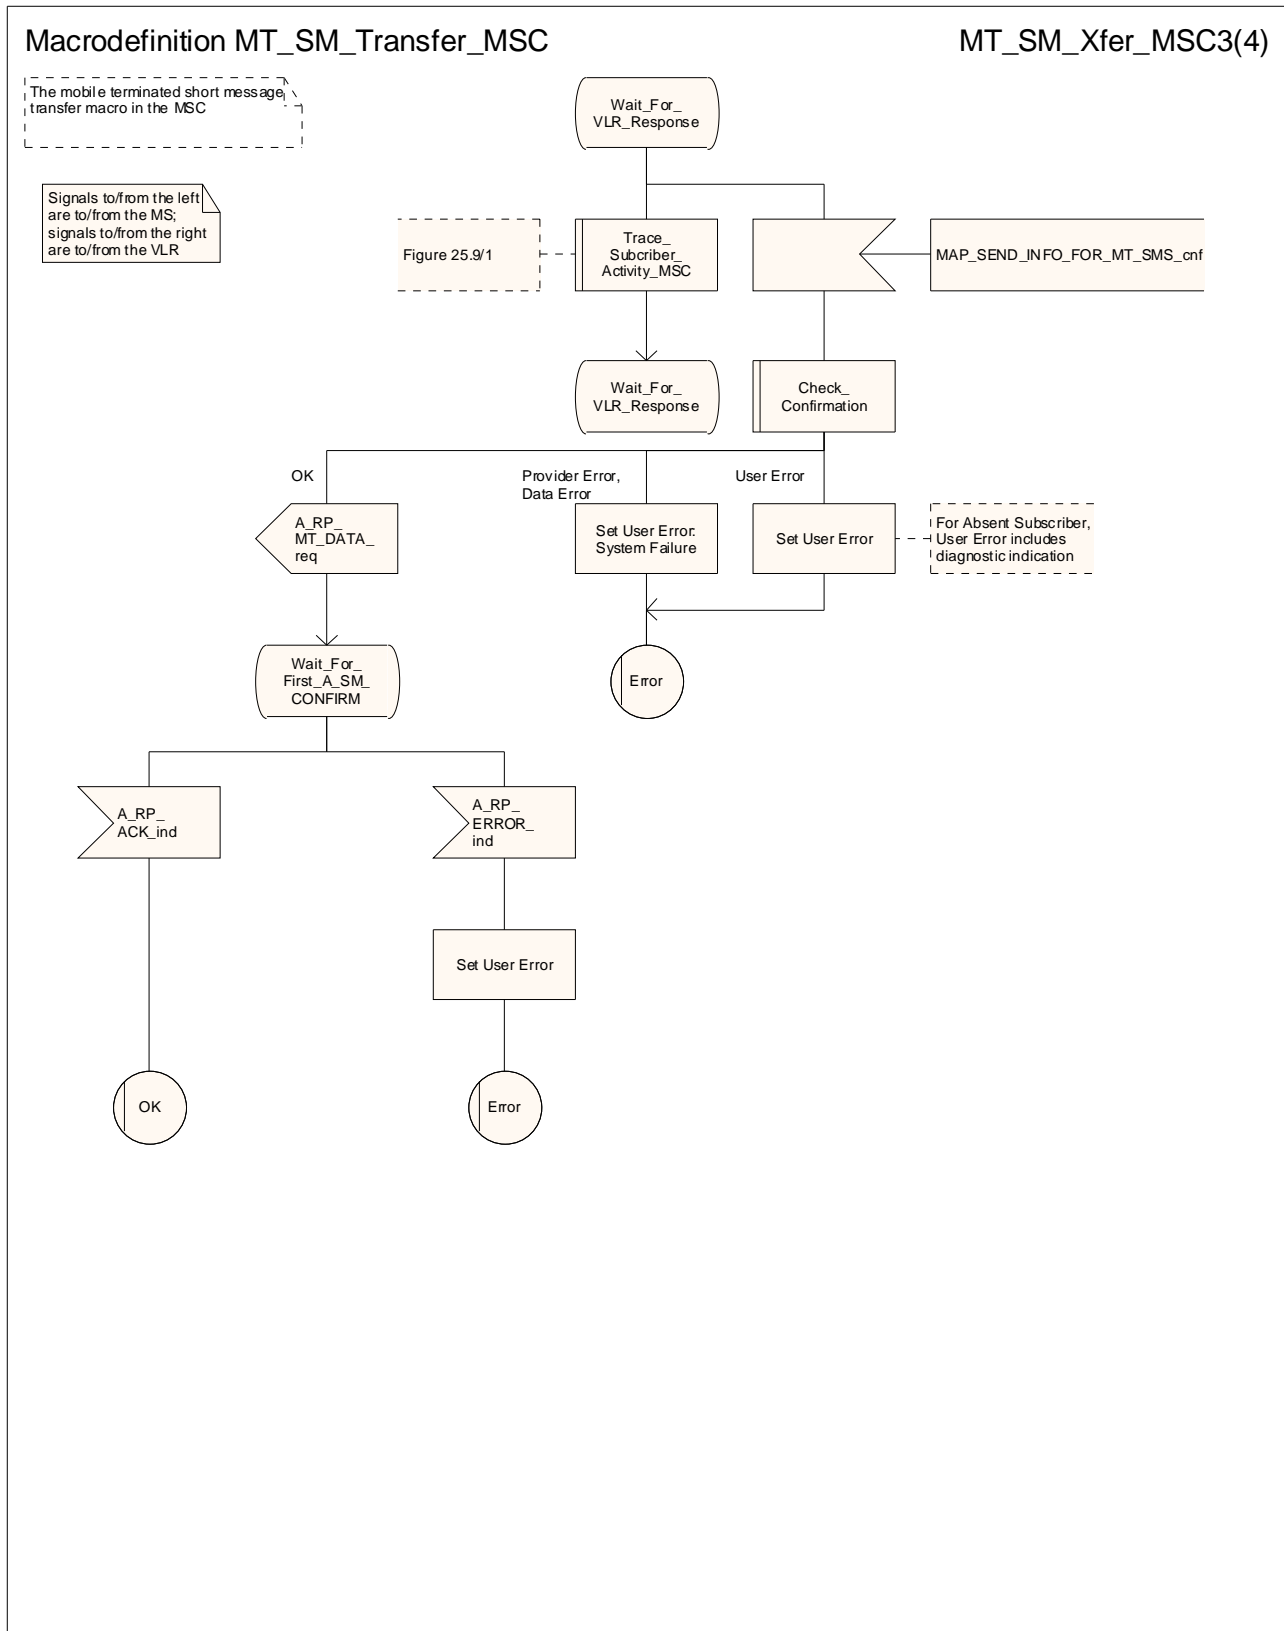 Macrodefinition MT_SM_Transfer_MSC
MT_SM_Xfer_MSC3(4)
The mobile terminated short message
transfer macro in the MSC
Signals to/from the left
are to/from the MS;
signals to/from the right
are to/from the VLR
Wait_For_
VLR_Response
Figure 25.9/1
Trace_
Subcriber_
Activity_MSC
MAP_SEND_INFO_FOR_MT_SMS_cnf
Wait_For_
VLR_Response
Check_
Confirmation
OK
Provider Error,
Data Error
User Error
A_RP_
MT_DATA_
req
Set User Error:
System Failure
Set User Error
For Absent Subscriber,
User Error includes
diagnostic indication
Wait_For_
First_A_SM_
CONFIRM
Error
A_RP_
ACK_ind
A_RP_
ERROR_
ind
Set User Error
OK
Error